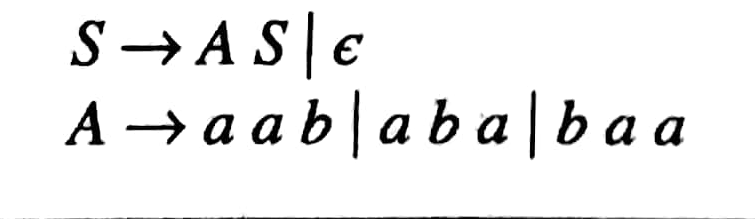 S → A S | ϵ
A → a a b | a b a | b a a